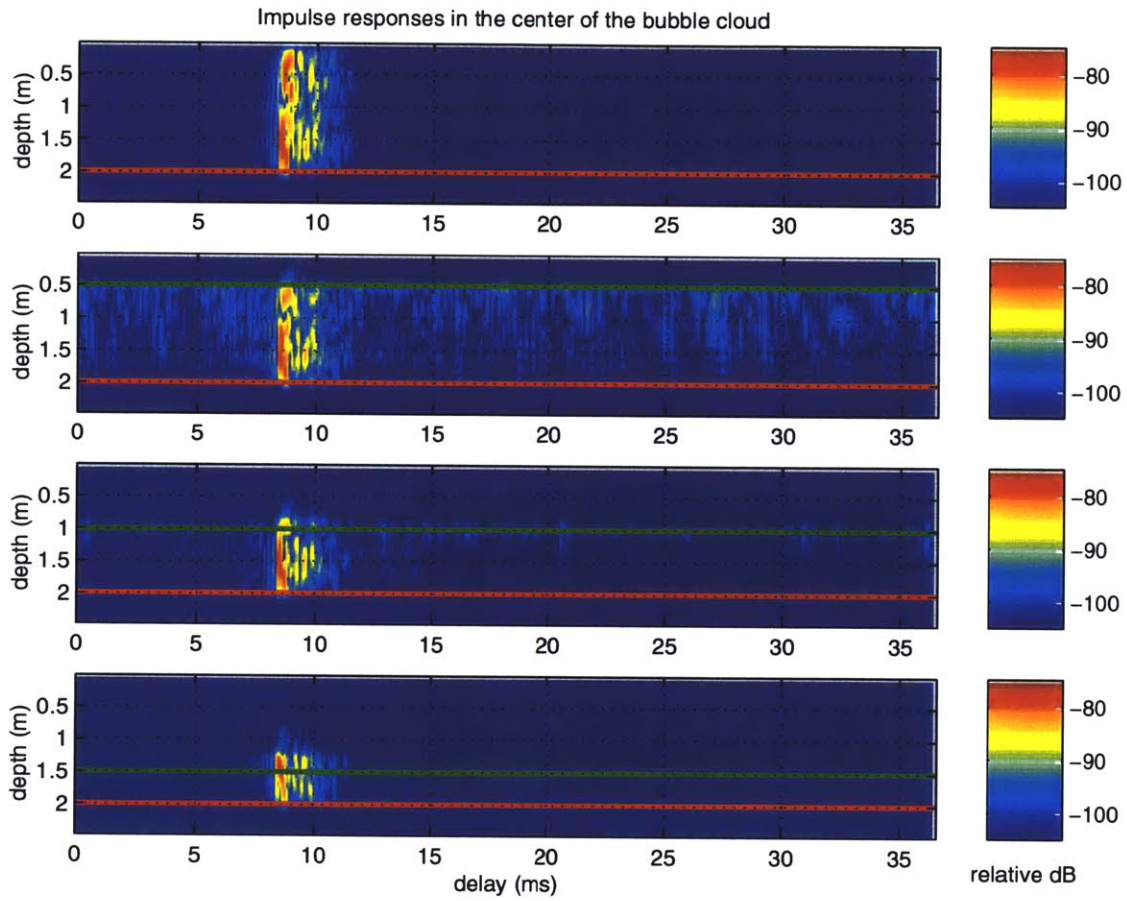 Impulse responses in the center of the bubble cloud
depth (m)
0.5
1
1.5
2
0 5 10 15 20 25 30 35
−80
−90
−100
depth (m)
0.5
1
1.5
2
0 5 10 15 20 25 30 35
−80
−90
−100
depth (m)
0.5
1
1.5
2
0 5 10 15 20 25 30 35
−80
−90
−100
depth (m)
0.5
1
1.5
2
0 5 10 15 20 25 30 35
−80
−90
−100
delay (ms)
relative dB